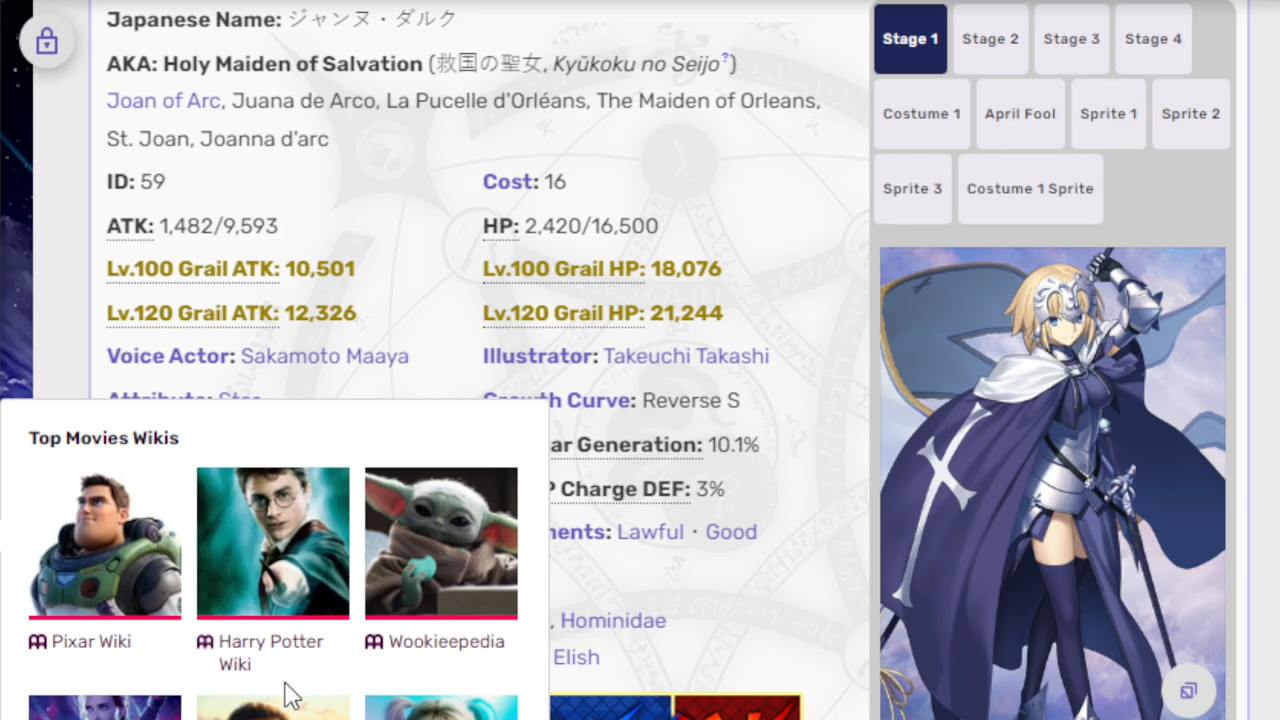 Japanese Name: ジャンヌ・ダルク
AKA: Holy Maiden of Salvation (救国の聖女, Kyūkoku no Seijo?)
Joan of Arc, Juana de Arco, La Pucelle d'Orléans, The Maiden of Orleans,
St. Joan, Joanna d'arc
ID: 59 Cost: 16
ATK: 1,482/9,593 HP: 2,420/16,500
Lv.100 Grail ATK: 10,501 Lv.100 Grail HP: 18,076
Lv.120 Grail ATK: 12,326 Lv.120 Grail HP: 21,244
Voice Actor: Sakamoto Maaya Illustrator: Takeuchi Takashi
Attribute: Star Growth Curve: Reverse S
ar Generation: 10.1%
Charge DEF: 3%
ments: Lawful · Good
, Hominidae
Elish
Top Movies Wikis
Pixar Wiki
Harry Potter
Wiki
Wookieepedia
Stage 1 Stage 2 Stage 3 Stage 4
Costume 1 April Fool Sprite 1 Sprite 2
Sprite 3 Costume 1 Sprite